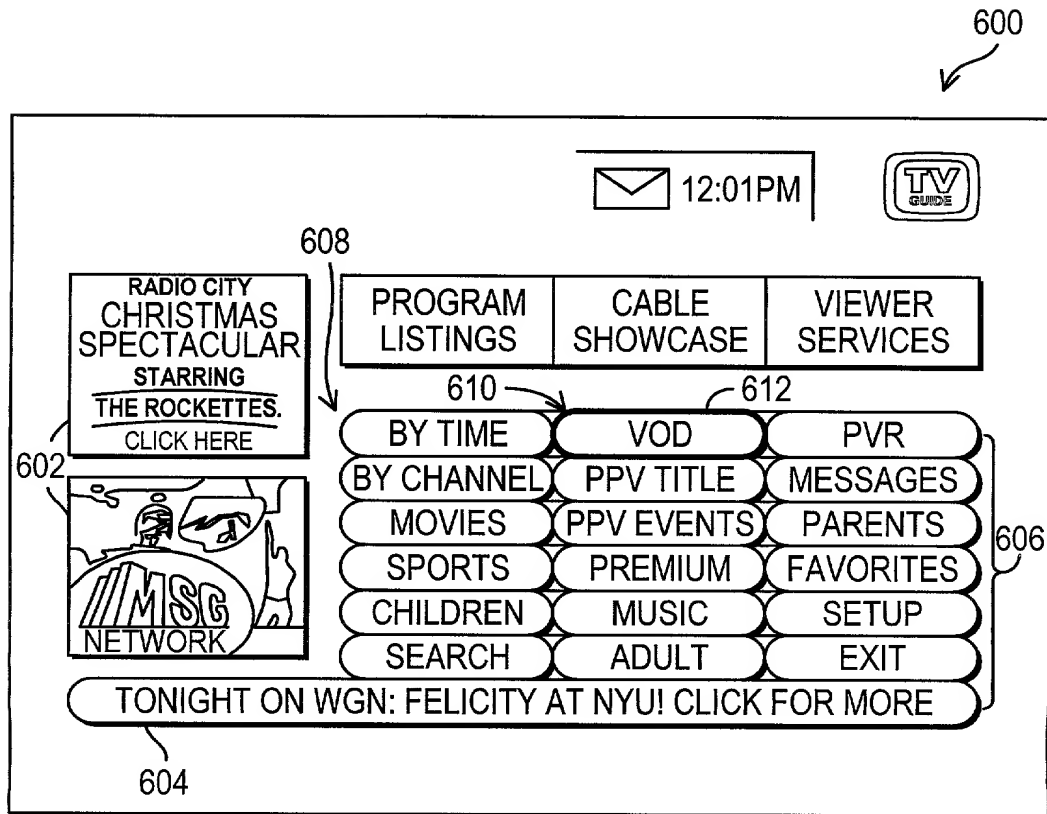 600
12:01PM
TV
GUIDE
608
RADIO CITY
CHRISTMAS
SPECTACULAR
STARRING
THE ROCKETTES.
CLICK HERE
PROGRAM
LISTINGS
CABLE
SHOWCASE
VIEWER
SERVICES
610
612
BY TIME VOD PVR
BY CHANNEL PPV TITLE MESSAGES
MOVIES PPV EVENTS PARENTS
SPORTS PREMIUM FAVORITES
CHILDREN MUSIC SETUP
SEARCH ADULT EXIT
602
606
MSG
NETWORK
TONIGHT ON WGN: FELICITY AT NYU! CLICK FOR MORE
604